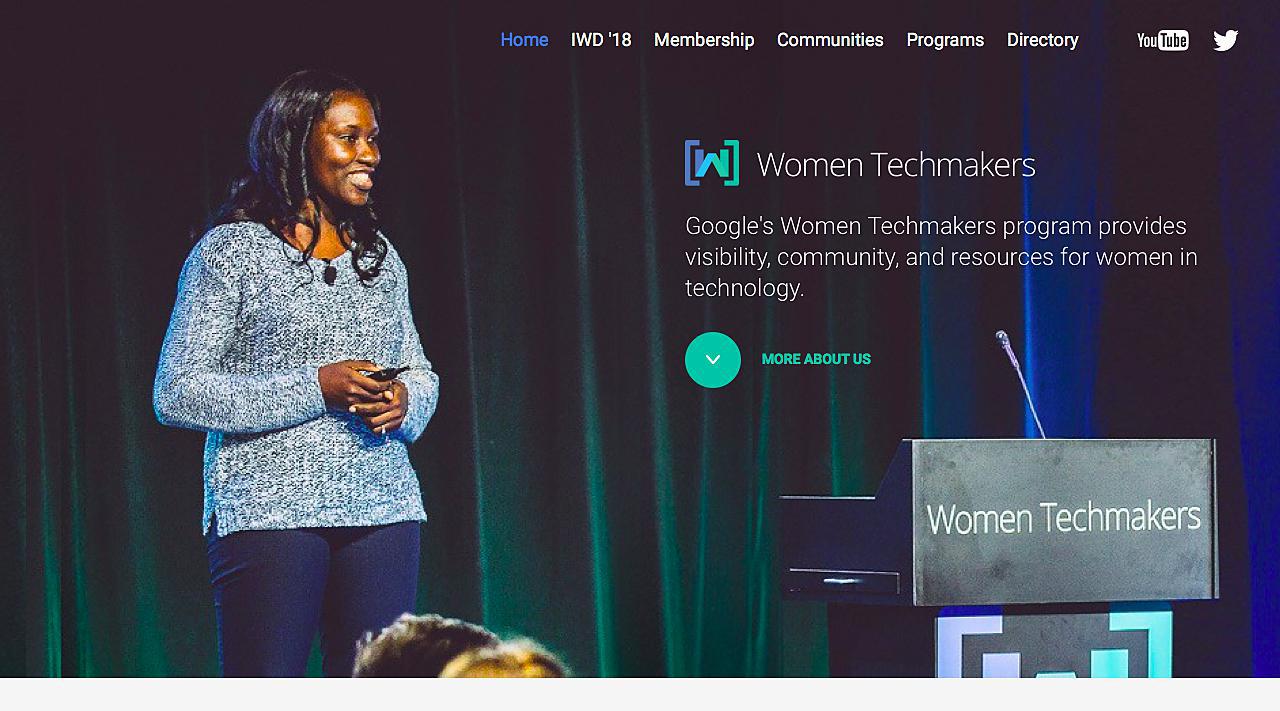 Home IWD '18 Membership Communities Programs Directory YouTube
[W] Women Techmakers
Google's Women Techmakers program provides
visibility, community, and resources for women in
technology.
MORE ABOUT US
Women Techmakers